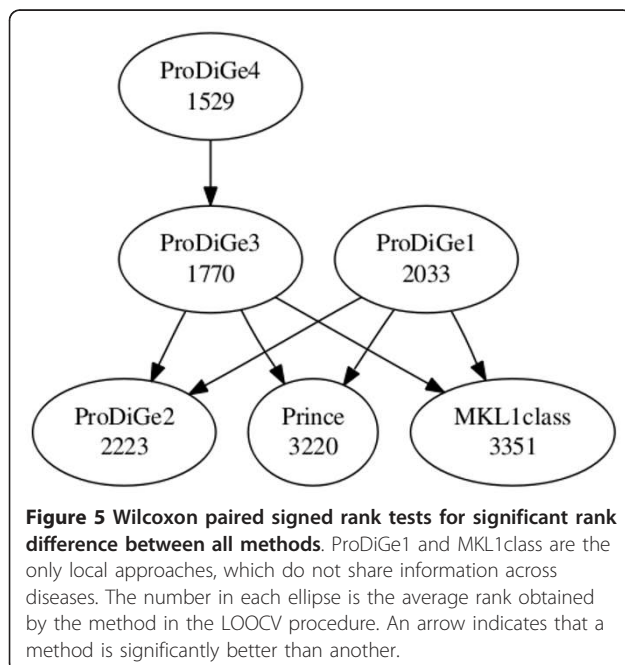 ProDiGe4
1529
ProDiGe3
1770
ProDiGe1
2033
ProDiGe2
2223
Prince
3220
MKL1class
3351
Figure 5 Wilcoxon paired signed rank tests for significant rank
difference between all methods. ProDiGe1 and MKL1class are the
only local approaches, which do not share information across
diseases. The number in each ellipse is the average rank obtained
by the method in the LOOCV procedure. An arrow indicates that a
method is significantly better than another.